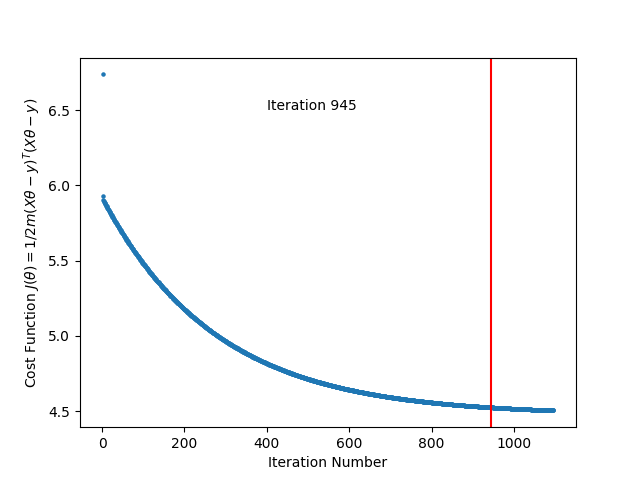 Iteration 945
Cost Function J(θ) = 1/2m(Xθ − y)^T(Xθ − y)
6.5
6.0
5.5
5.0
4.5
0 200 400 600 800 1000
Iteration Number